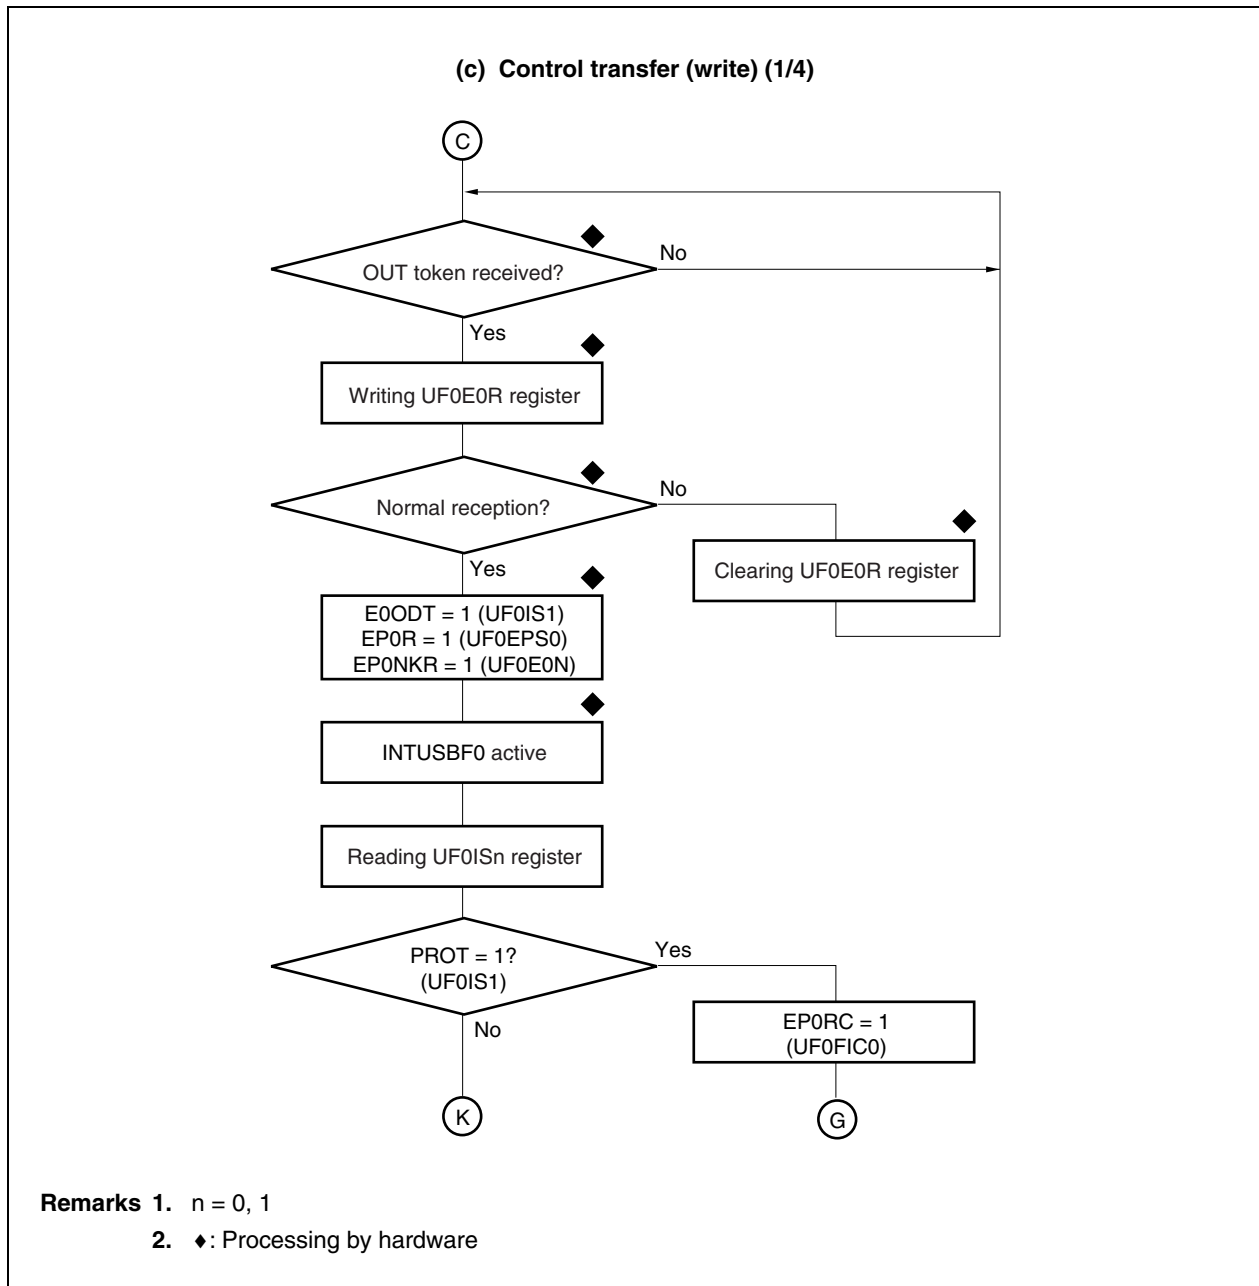 (c) Control transfer (write) (1/4)
C
OUT token received?
No
Yes
Writing UF0E0R register
Normal reception?
No
Clearing UF0E0R register
Yes
E0ODT = 1 (UF0IS1)
EP0R = 1 (UF0EPS0)
EP0NKR = 1 (UF0E0N)
INTUSBF0 active
Reading UF0ISn register
PROT = 1?
(UF0IS1)
Yes
No
EP0RC = 1
(UF0FIC0)
K
G
Remarks 1. n = 0, 1
2. ♦: Processing by hardware